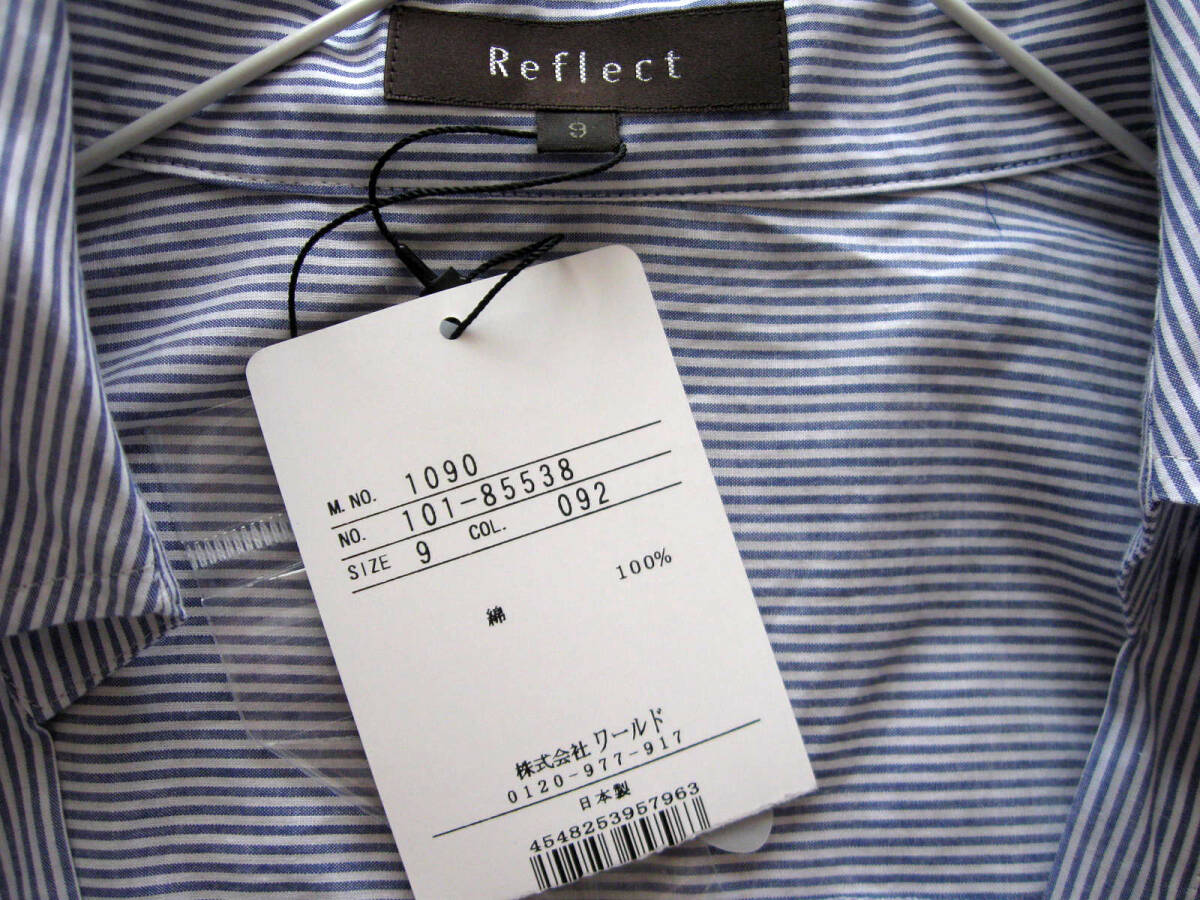 Reflect
9
M. NO. 1090
NO. 101-85538
SIZE 9 COL. 092
綿 100%
株式会社 ワールド
0120-977-917
日本製
4548253957963